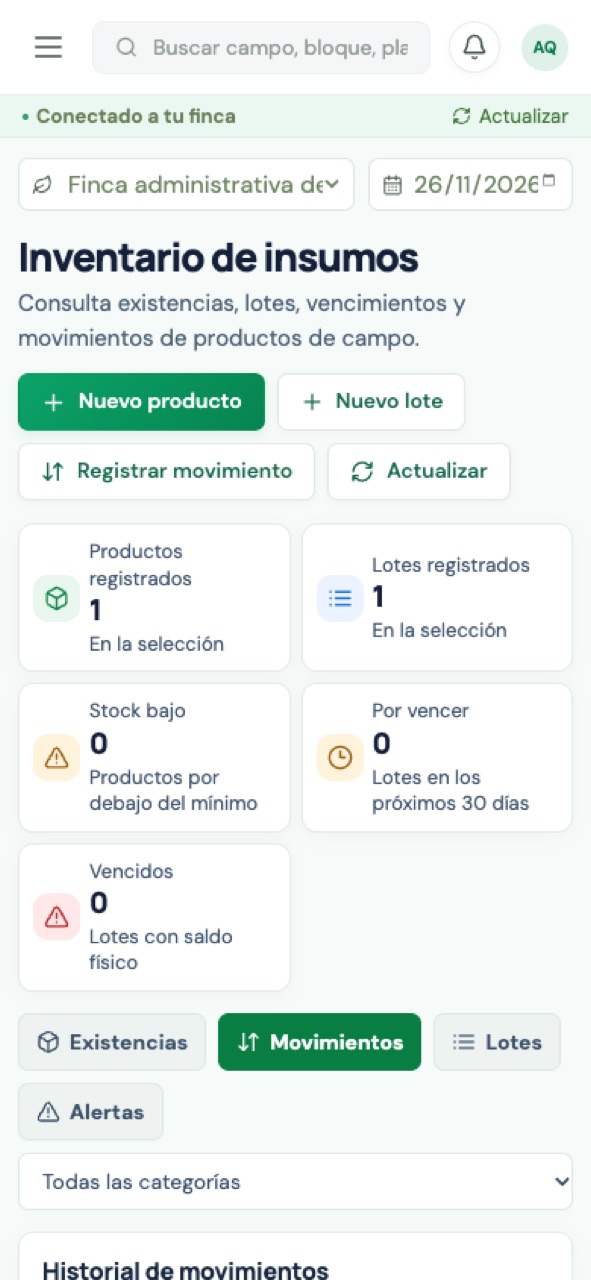 Buscar campo, bloque, pla
AQ
• Conectado a tu finca
Actualizar
Finca administrativa de
26/11/2026
Inventario de insumos
Consulta existencias, lotes, vencimientos y
movimientos de productos de campo.
+ Nuevo producto
+ Nuevo lote
Registrar movimiento
Actualizar
Productos
registrados
1
En la selección
Lotes registrados
1
En la selección
Stock bajo
0
Productos por
debajo del mínimo
Por vencer
0
Lotes en los
próximos 30 días
Vencidos
0
Lotes con saldo
físico
Existencias
Movimientos
Lotes
Alertas
Todas las categorías
Historial de movimientos